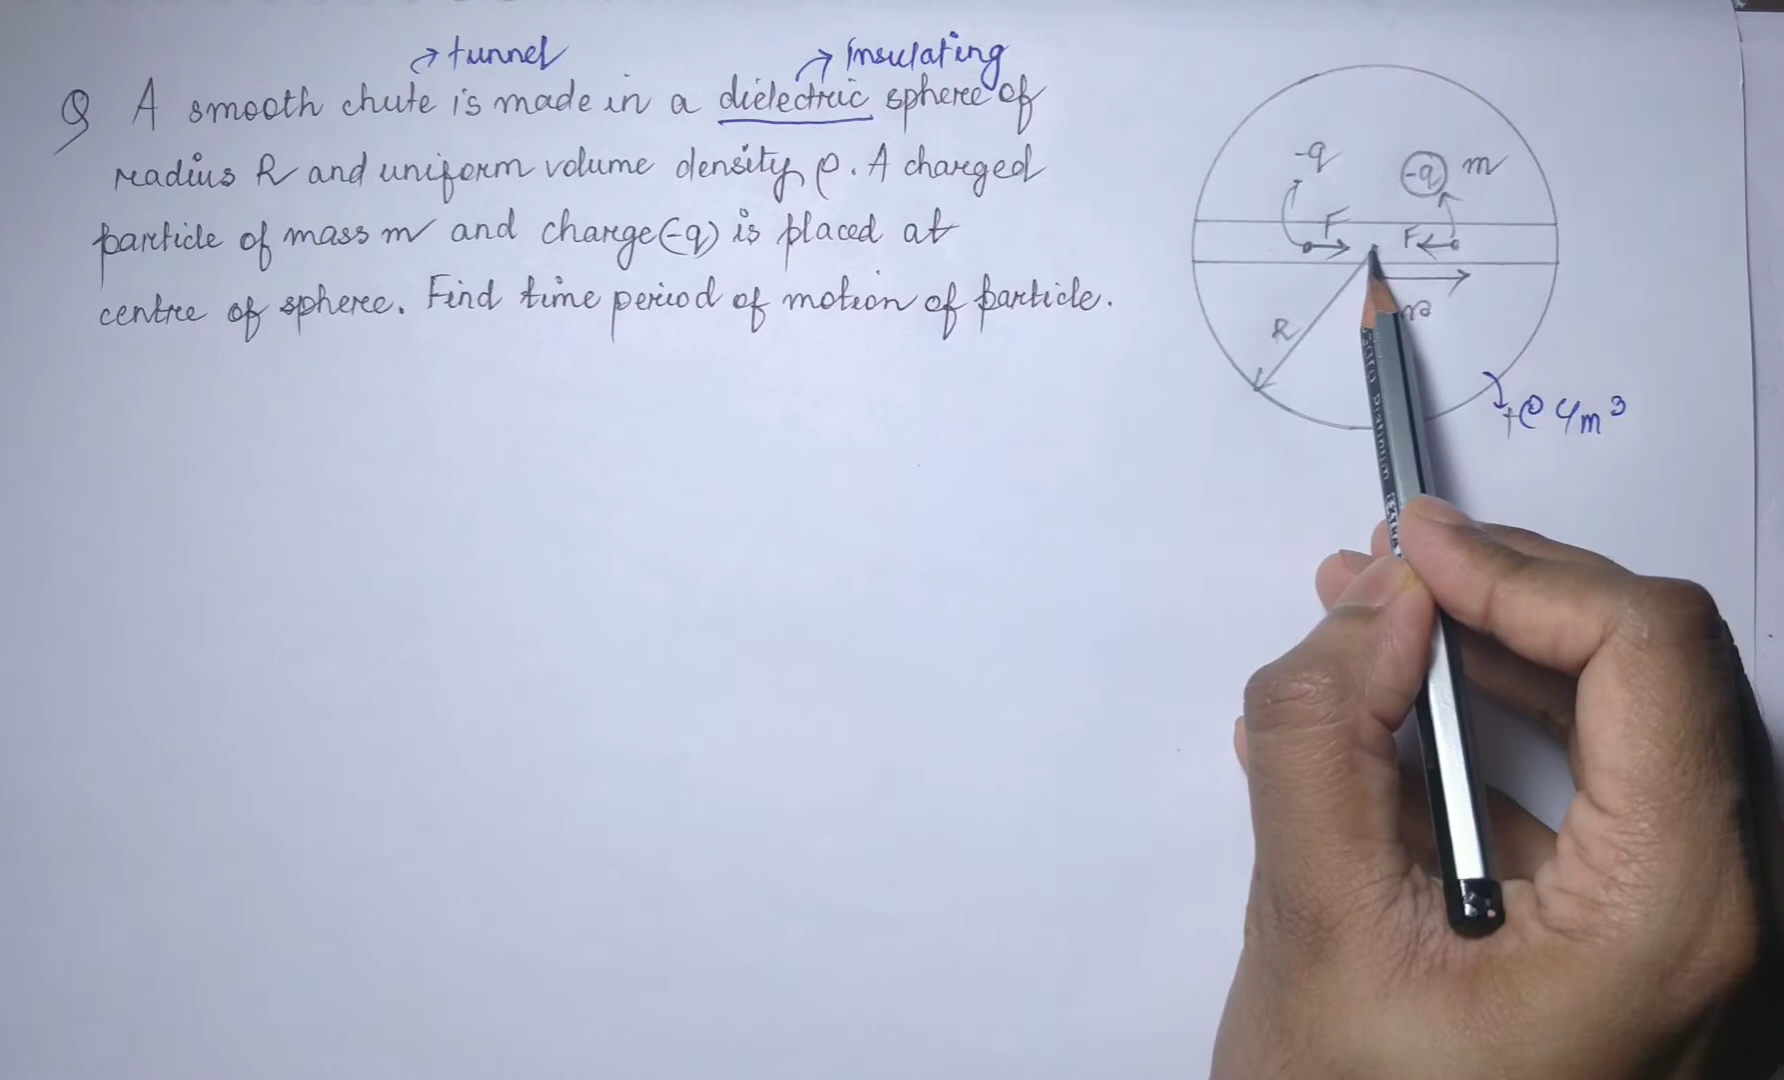 → tunnel → Insulating
Q A smooth chute is made in a dielectric sphere of
radius R and uniform volume density ρ. A charged
particle of mass m and charge (-q) is placed at
centre of sphere. Find time period of motion of particle.
-q -q m
F F
R
+ρ C/m³